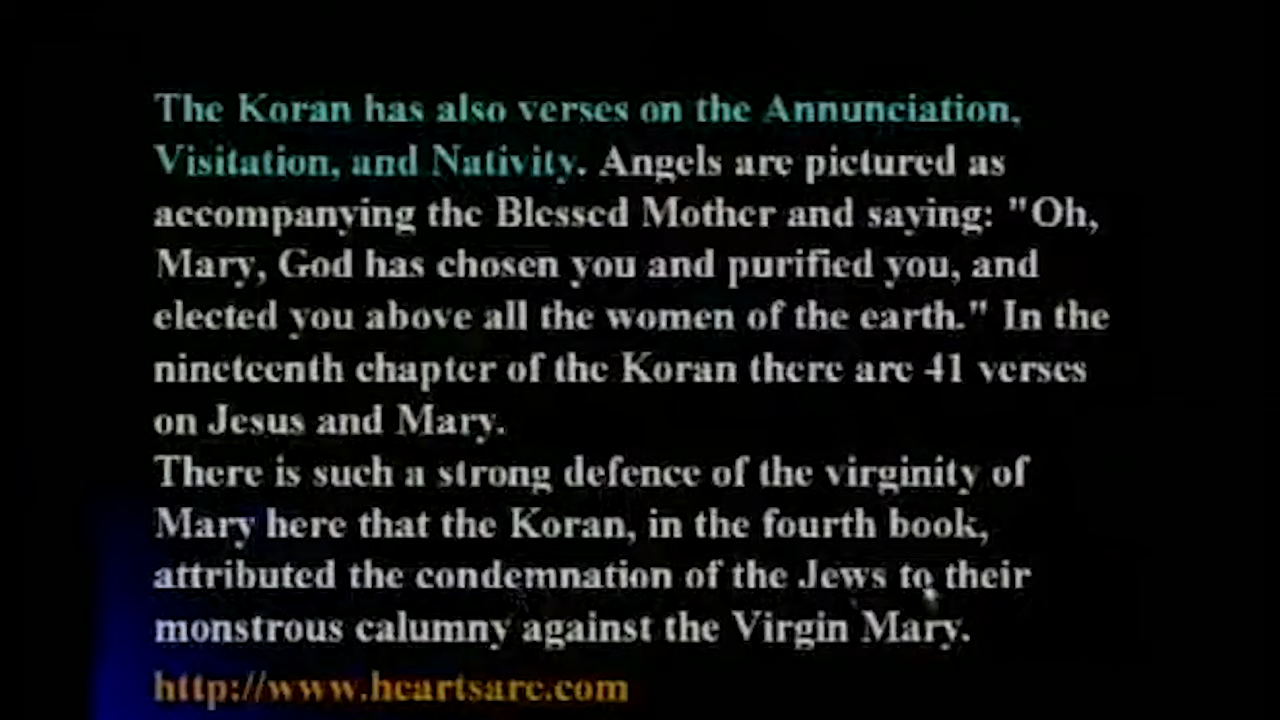 The Koran has also verses on the Annunciation,
Visitation, and Nativity. Angels are pictured as
accompanying the Blessed Mother and saying: "Oh,
Mary, God has chosen you and purified you, and
elected you above all the women of the earth." In the
nineteenth chapter of the Koran there are 41 verses
on Jesus and Mary.
There is such a strong defence of the virginity of
Mary here that the Koran, in the fourth book,
attributed the condemnation of the Jews to their
monstrous calumny against the Virgin Mary.
http://www.heartsare.com